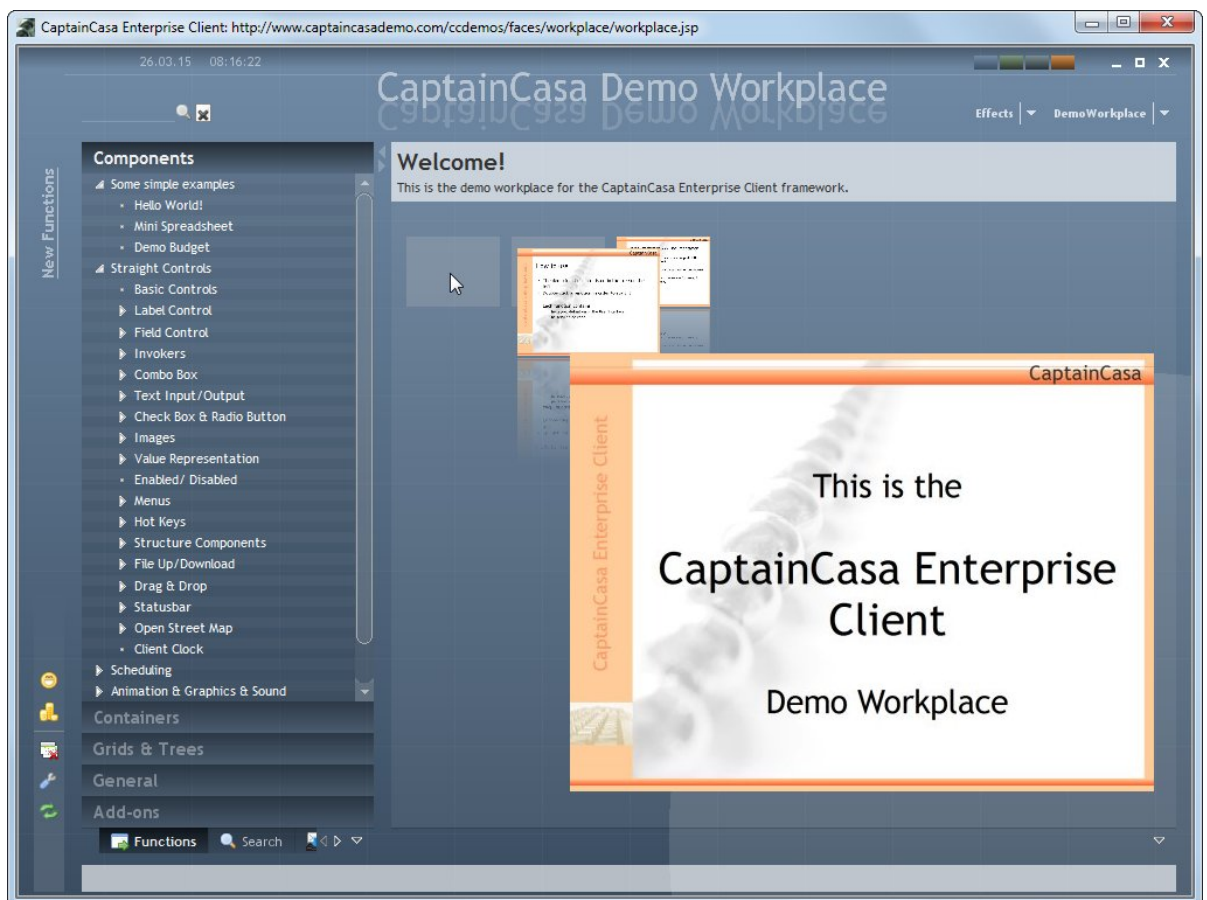 CaptainCasa Enterprise Client: http://www.captaincasademo.com/ccdemos/faces/workplace/workplace.jsp
26.03.15 08:16:22
CaptainCasa Demo Workplace
Effects
DemoWorkplace
New Functions
Components
Some simple examples
Hello World!
Mini Spreadsheet
Demo Budget
Straight Controls
Basic Controls
Label Control
Field Control
Invokers
Combo Box
Text Input/Output
Check Box & Radio Button
Images
Value Representation
Enabled/ Disabled
Menus
Hot Keys
Structure Components
File Up/Download
Drag & Drop
Statusbar
Open Street Map
Client Clock
Scheduling
Animation & Graphics & Sound
Containers
Grids & Trees
General
Add-ons
Functions
Search
Welcome!
This is the demo workplace for the CaptainCasa Enterprise Client framework.
How to use
CaptainCasa
CaptainCasa Enterprise Client
This is the
CaptainCasa Enterprise
Client
Demo Workplace